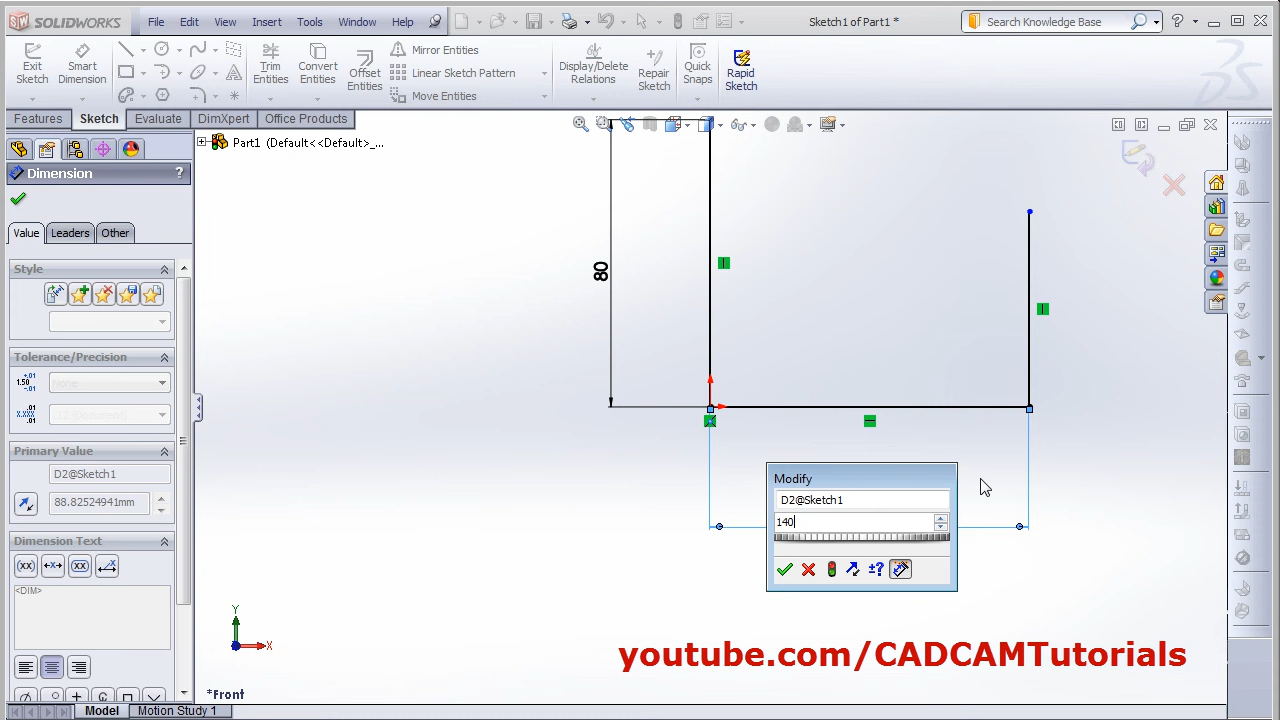 SOLIDWORKS
File Edit View Insert Tools Window Help
Sketch1 of Part1 *
Search Knowledge Base
Exit Sketch
Smart Dimension
Trim Entities
Convert Entities
Offset Entities
Mirror Entities
Linear Sketch Pattern
Move Entities
Display/Delete Relations
Repair Sketch
Quick Snaps
Rapid Sketch
Features Sketch Evaluate DimXpert Office Products
Part1 (Default<<Default>_...
Dimension ?
Value Leaders Other
Style
Tolerance/Precision
None
.12 (Document)
Primary Value
D2@Sketch1
88.82524941mm
Dimension Text
<DIM>
80
Modify
D2@Sketch1
140
Y
X
*Front
youtube.com/CADCAMTutorials
Model Motion Study 1